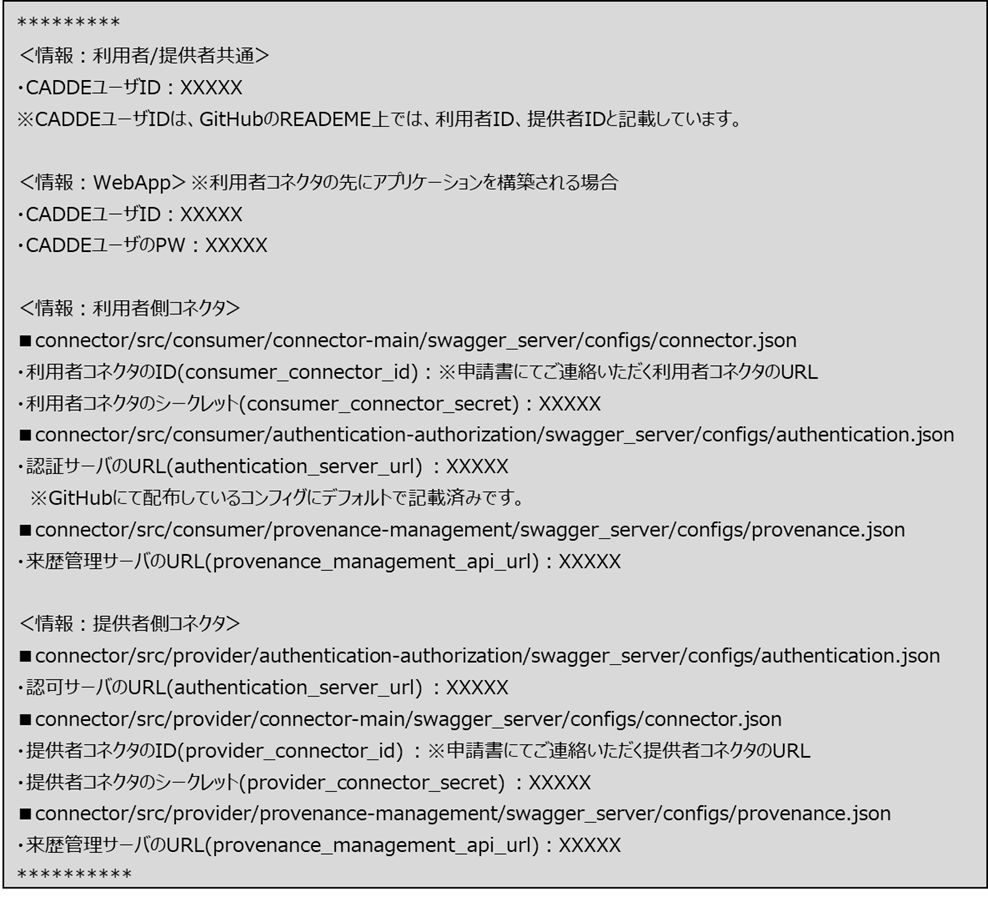 *********
＜情報：利用者/提供者共通＞
・CADDEユーザID：XXXXX
※CADDEユーザIDは、GitHubのREADEME上では、利用者ID、提供者IDと記載しています。
＜情報：WebApp＞※利用者コネクタの先にアプリケーションを構築される場合
・CADDEユーザID：XXXXX
・CADDEユーザのPW：XXXXX
＜情報：利用者側コネクタ＞
■connector/src/consumer/connector-main/swagger_server/configs/connector.json
・利用者コネクタのID(consumer_connector_id)：※申請書にてご連絡いただく利用者コネクタのURL
・利用者コネクタのシークレット(consumer_connector_secret)：XXXXX
■connector/src/consumer/authentication-authorization/swagger_server/configs/authentication.json
・認証サーバのURL(authentication_server_url) ：XXXXX
※GitHubにて配布しているコンフィグにデフォルトで記載済みです。
■connector/src/consumer/provenance-management/swagger_server/configs/provenance.json
・来歴管理サーバのURL(provenance_management_api_url)：XXXXX
＜情報：提供者側コネクタ＞
■connector/src/provider/authentication-authorization/swagger_server/configs/authentication.json
・認可サーバのURL(authentication_server_url) ：XXXXX
■connector/src/provider/connector-main/swagger_server/configs/connector.json
・提供者コネクタのID(provider_connector_id) ：※申請書にてご連絡いただく提供者コネクタのURL
・提供者コネクタのシークレット(provider_connector_secret) ：XXXXX
■connector/src/provider/provenance-management/swagger_server/configs/provenance.json
・来歴管理サーバのURL(provenance_management_api_url)：XXXXX
**********